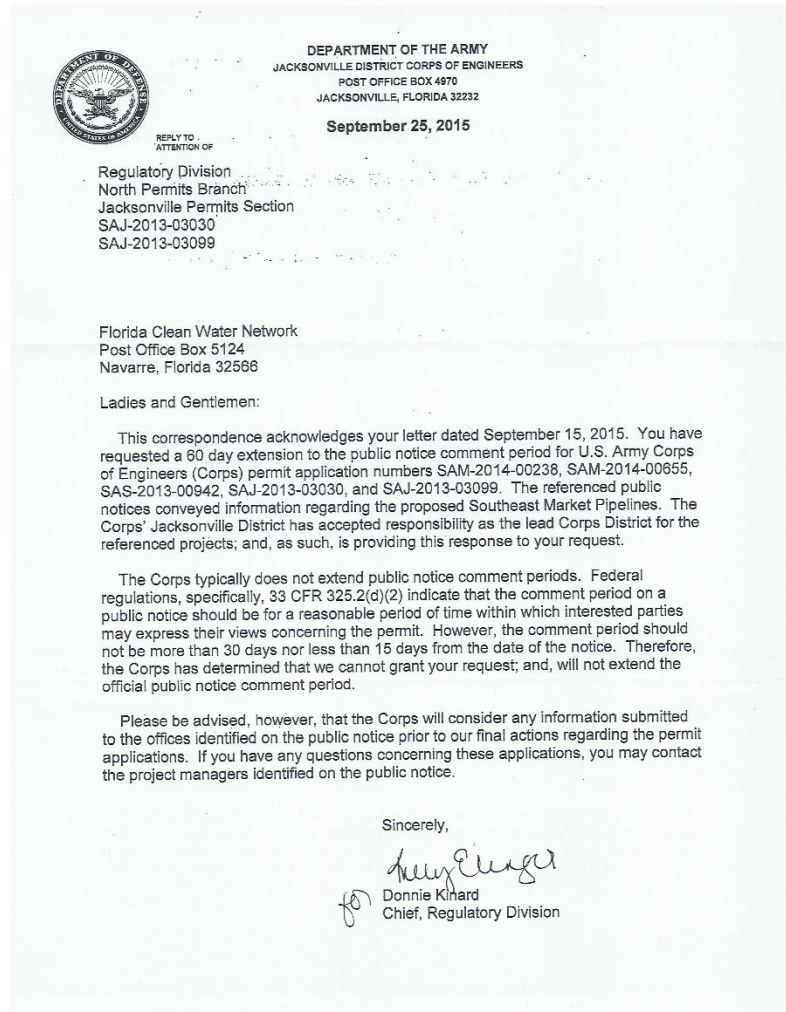 DEPARTMENT OF THE ARMY
JACKSONVILLE DISTRICT CORPS OF ENGINEERS
POST OFFICE BOX 4970
JACKSONVILLE, FLORIDA 32232
September 25, 2015
DEPARTMENT OF DEFENSE
UNITED STATES OF AMERICA
REPLY TO
ATTENTION OF
Regulatory Division
North Permits Branch
Jacksonville Permits Section
SAJ-2013-03030
SAJ-2013-03099
Florida Clean Water Network
Post Office Box 5124
Navarre, Florida 32566
Ladies and Gentlemen:
This correspondence acknowledges your letter dated September 15, 2015. You have
requested a 60 day extension to the public notice comment period for U.S. Army Corps
of Engineers (Corps) permit application numbers SAM-2014-00238, SAM-2014-00655,
SAS-2013-00942, SAJ-2013-03030, and SAJ-2013-03099. The referenced public
notices conveyed information regarding the proposed Southeast Market Pipelines. The
Corps' Jacksonville District has accepted responsibility as the lead Corps District for the
referenced projects; and, as such, is providing this response to your request.
The Corps typically does not extend public notice comment periods. Federal
regulations, specifically, 33 CFR 325.2(d)(2) indicate that the comment period on a
public notice should be for a reasonable period of time within which interested parties
may express their views concerning the permit. However, the comment period should
not be more than 30 days nor less than 15 days from the date of the notice. Therefore,
the Corps has determined that we cannot grant your request; and, will not extend the
official public notice comment period.
Please be advised, however, that the Corps will consider any information submitted
to the offices identified on the public notice prior to our final actions regarding the permit
applications. If you have any questions concerning these applications, you may contact
the project managers identified on the public notice.
Sincerely,
for Donnie Kinard
Chief, Regulatory Division